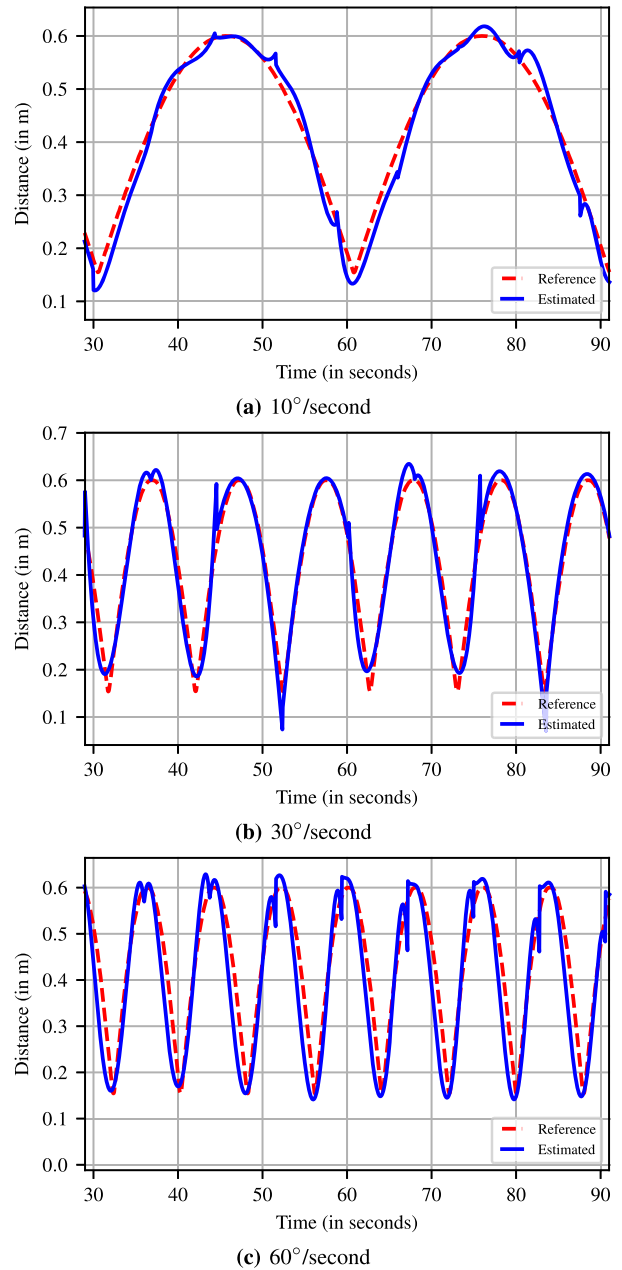 0.6
0.5
0.4
0.3
0.2
0.1
Distance (in m)
Reference
Estimated
30 40 50 60 70 80 90
Time (in seconds)
(a) 10°/second
0.7
0.6
0.5
0.4
0.3
0.2
0.1
Distance (in m)
Reference
Estimated
30 40 50 60 70 80 90
Time (in seconds)
(b) 30°/second
0.6
0.5
0.4
0.3
0.2
0.1
0.0
Distance (in m)
Reference
Estimated
30 40 50 60 70 80 90
Time (in seconds)
(c) 60°/second